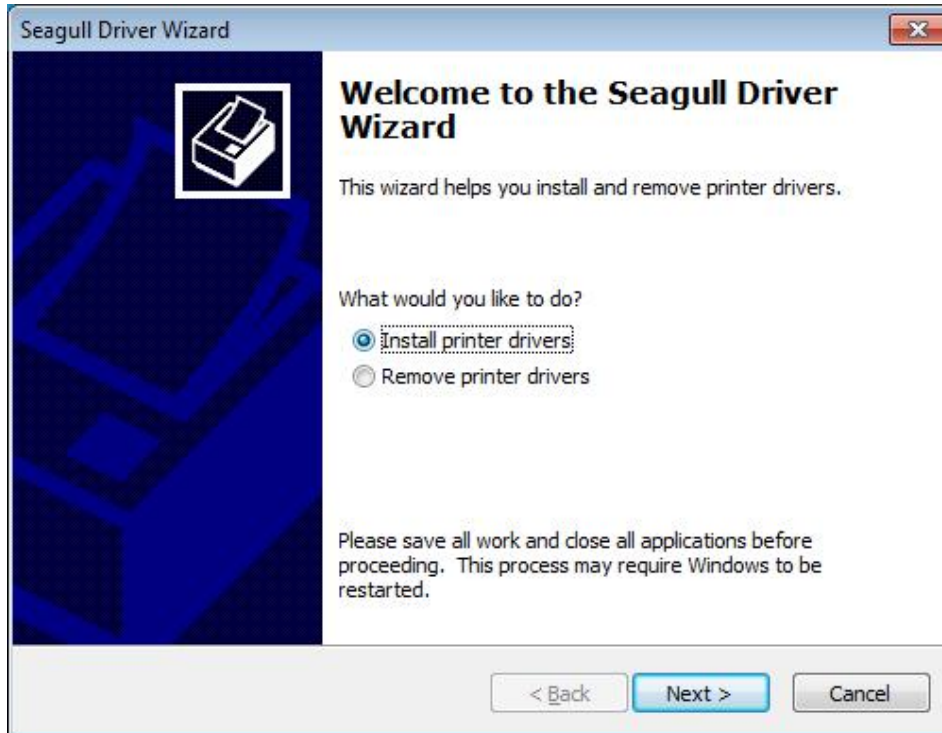 Seagull Driver Wizard
Welcome to the Seagull Driver
Wizard
This wizard helps you install and remove printer drivers.
What would you like to do?
Install printer drivers
Remove printer drivers
Please save all work and close all applications before
proceeding.  This process may require Windows to be
restarted.
< Back
Next >
Cancel